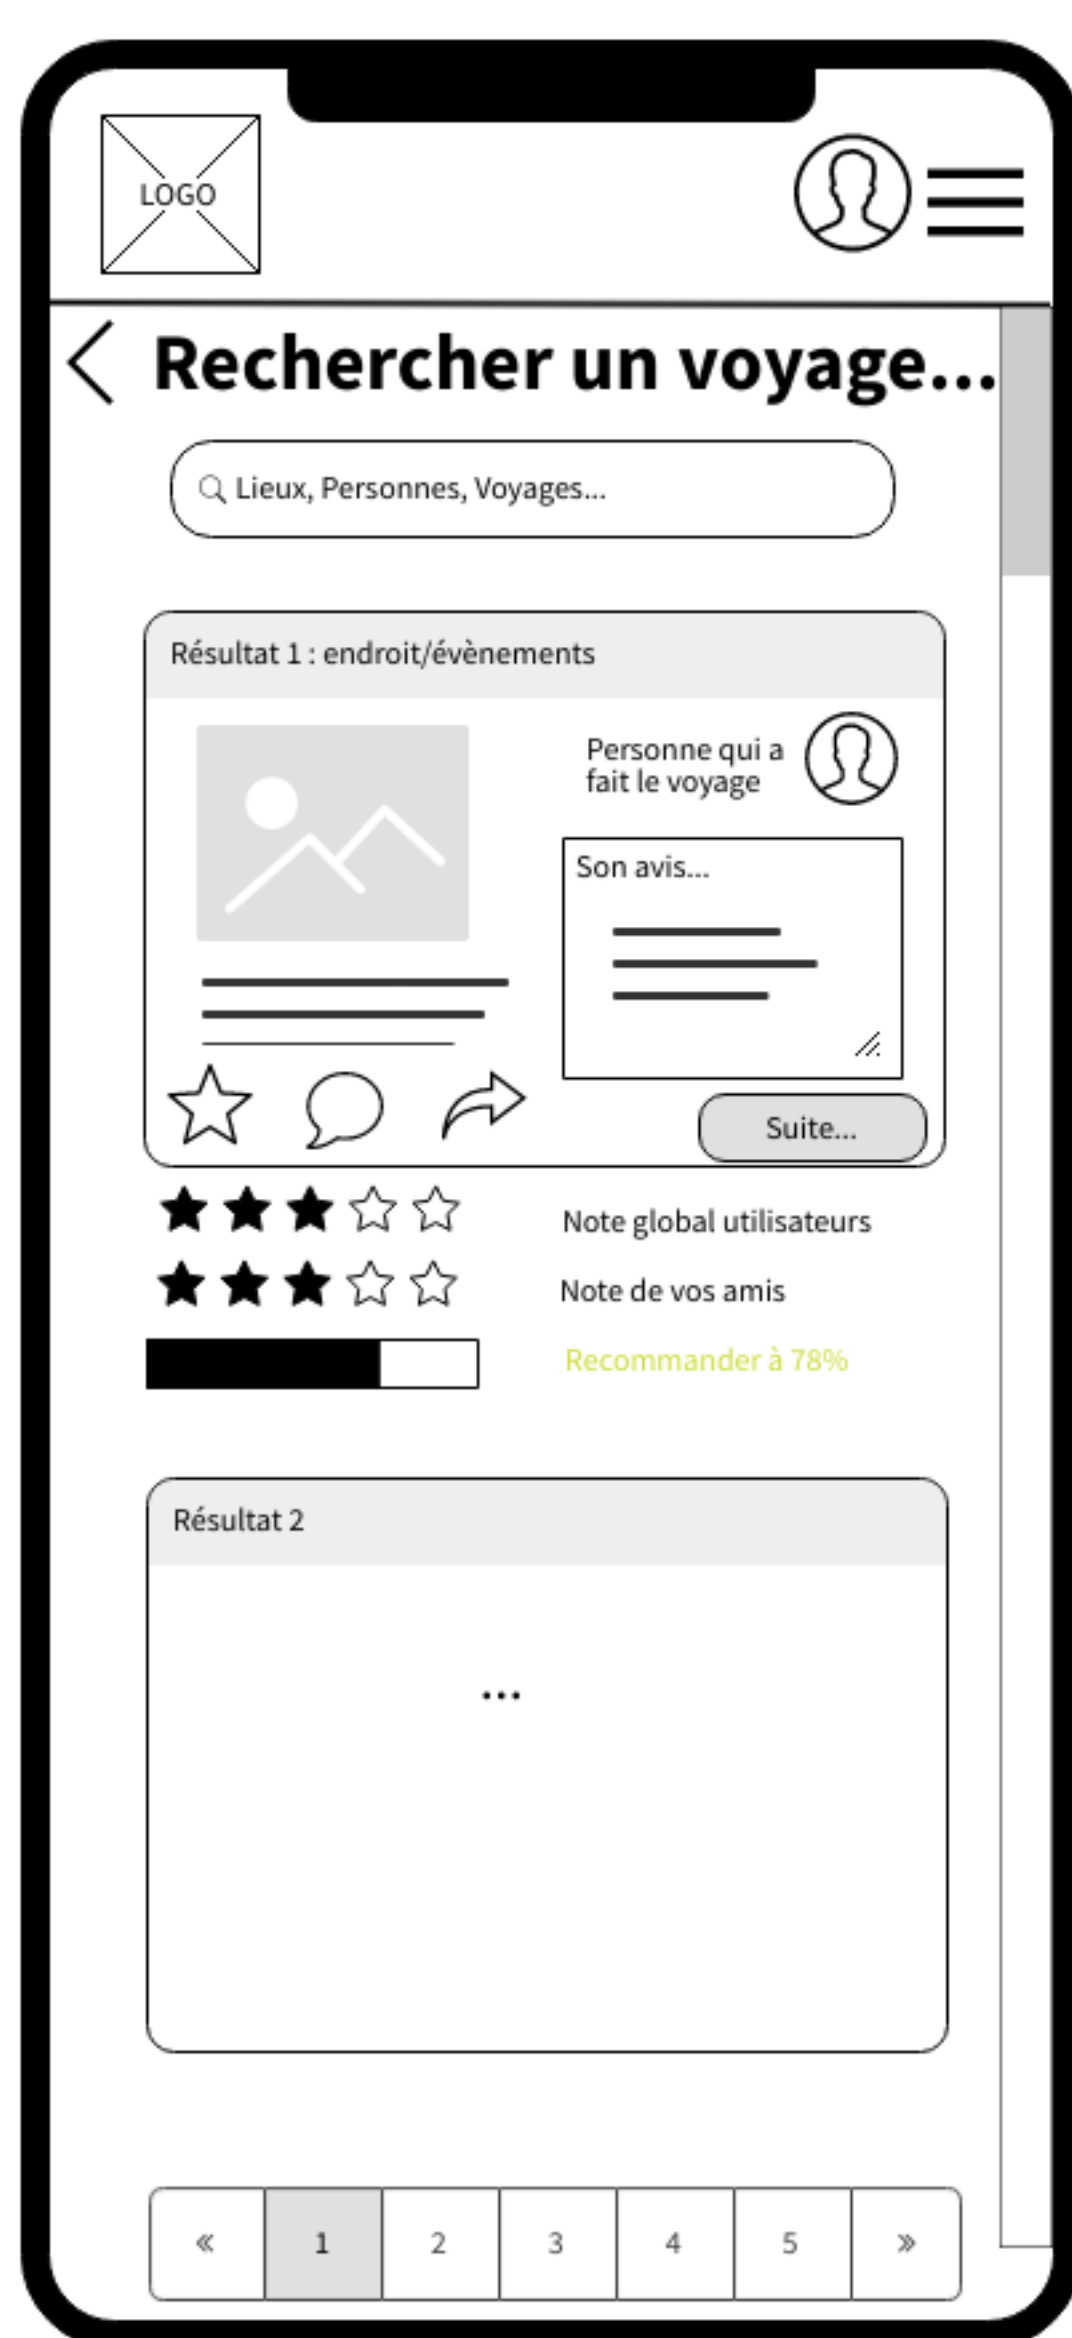 LOGO
Rechercher un voyage...
Lieux, Personnes, Voyages...
Résultat 1 : endroit/évènements
Personne qui a
fait le voyage
Son avis...
Suite...
Note global utilisateurs
Note de vos amis
Recommander à 78%
Résultat 2
...
« 1 2 3 4 5 »